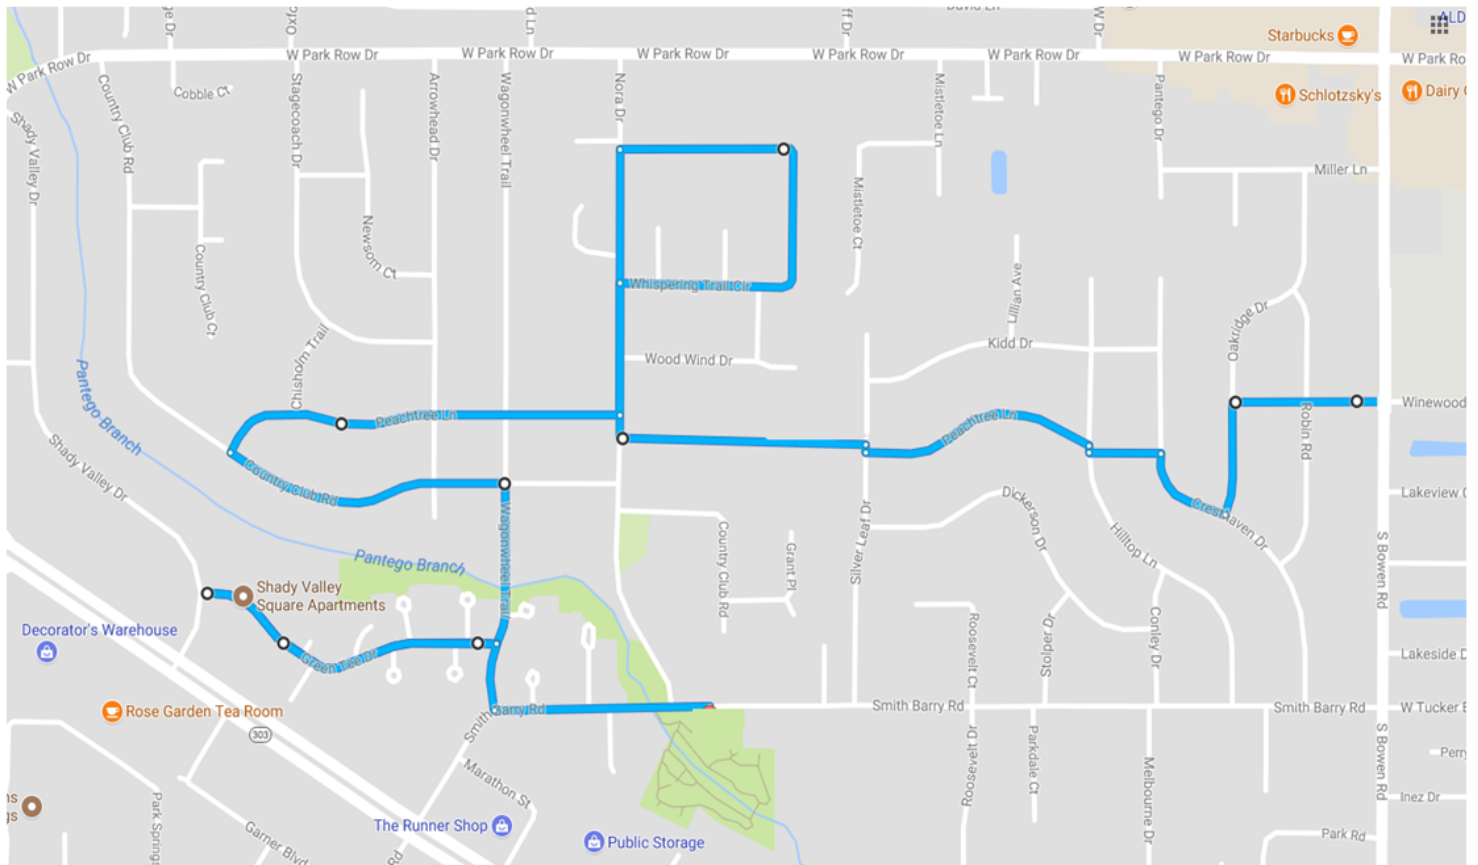 David Ln
ALD
Starbucks
W Park Row Dr
W Park Row Dr
W Park Row Dr
W Park Row Dr
W Park Row Dr
W Park Row Dr
W Park Row Dr
W Park Ro
Schlotzsky's
Dairy
Cobble Ct
Country Club Rd
Stagecoach Dr
Arrowhead Dr
Wagonwheel Trail
Nora Dr
Mistletoe Ln
Pantego Dr
Shady Valley Dr
Miller Ln
Mistletoe Ct
Newsom Ct
Country Club Ct
Whispering Trail Cir
Lillian Ave
Oakridge Dr
Chisholm Trail
Kidd Dr
Wood Wind Dr
Pantego Branch
Peachtree Ln
Peachtree Ln
Winewood
Robin Rd
Shady Valley Dr
Country Club Rd
Lakeview
Cresthaven Dr
Dickerson Dr
Hilltop Ln
Wagonwheel Trail
Country Club Rd
Grant Pl
Silver Leaf Dr
S Bowen Rd
Pantego Branch
Shady Valley
Square Apartments
Decorator's Warehouse
Roosevelt Ct
Stolper Dr
Conley Dr
Green Tee Dr
Lakeside D
Rose Garden Tea Room
Smith Barry Rd
Smith Barry Rd
Smith Barry Rd
W Tucker B
303
Roosevelt Dr
Parkdale Ct
Melbourne Dr
S Bowen Rd
Perry
Marathon St
Inez Dr
Park Springs
Garner Blvd
The Runner Shop
Public Storage
Park Rd
Rd